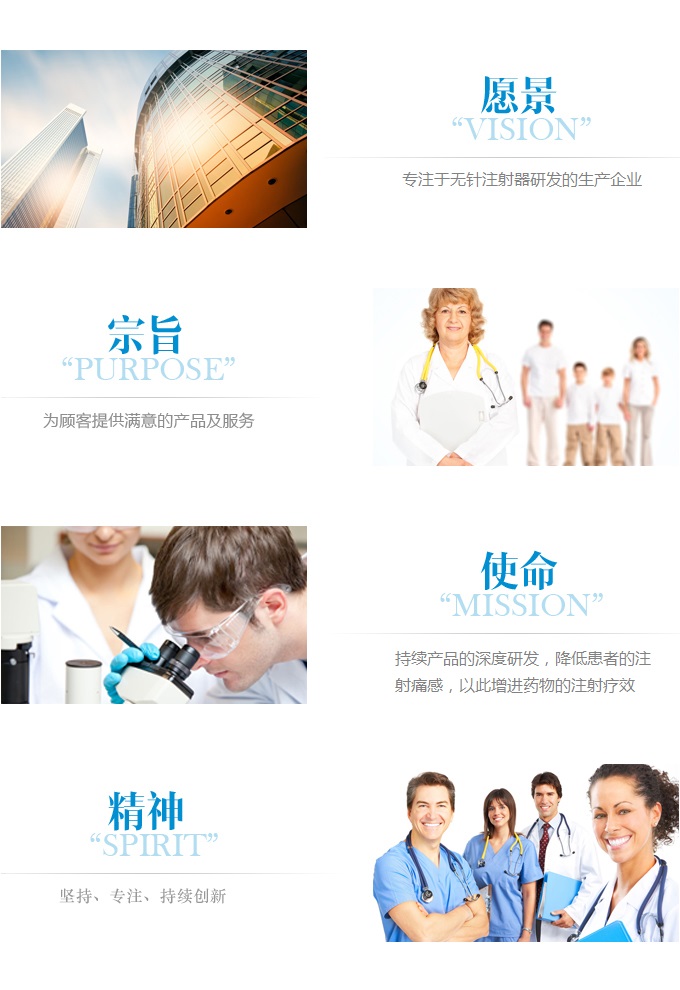 愿景
“VISION”
专注于无针注射器研发的生产企业
宗旨
“PURPOSE”
为顾客提供满意的产品及服务
使命
“MISSION”
持续产品的深度研发，降低患者的注
射痛感，以此增进药物的注射疗效
精神
“SPIRIT”
坚持、专注、持续创新